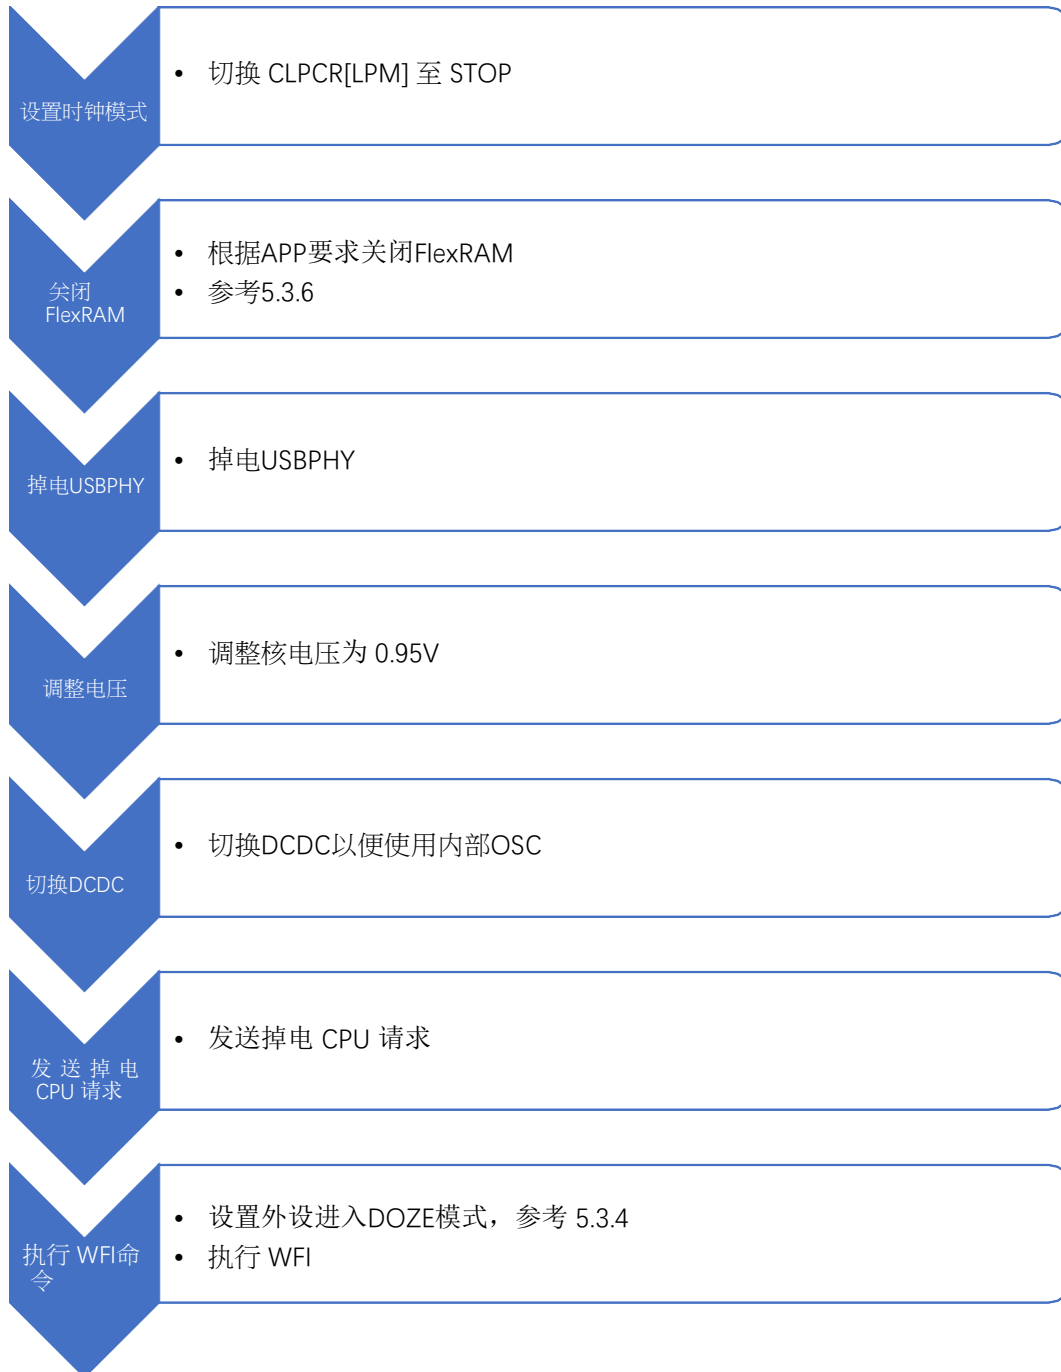 设置时钟模式
• 切换 CLPCR[LPM] 至 STOP
关闭
FlexRAM
• 根据APP要求关闭FlexRAM
• 参考5.3.6
掉电USBPHY
• 掉电USBPHY
调整电压
• 调整核电压为 0.95V
切换DCDC
• 切换DCDC以便使用内部OSC
发 送 掉 电
CPU 请求
• 发送掉电 CPU 请求
执行 WFI命
令
• 设置外设进入DOZE模式，参考 5.3.4
• 执行 WFI